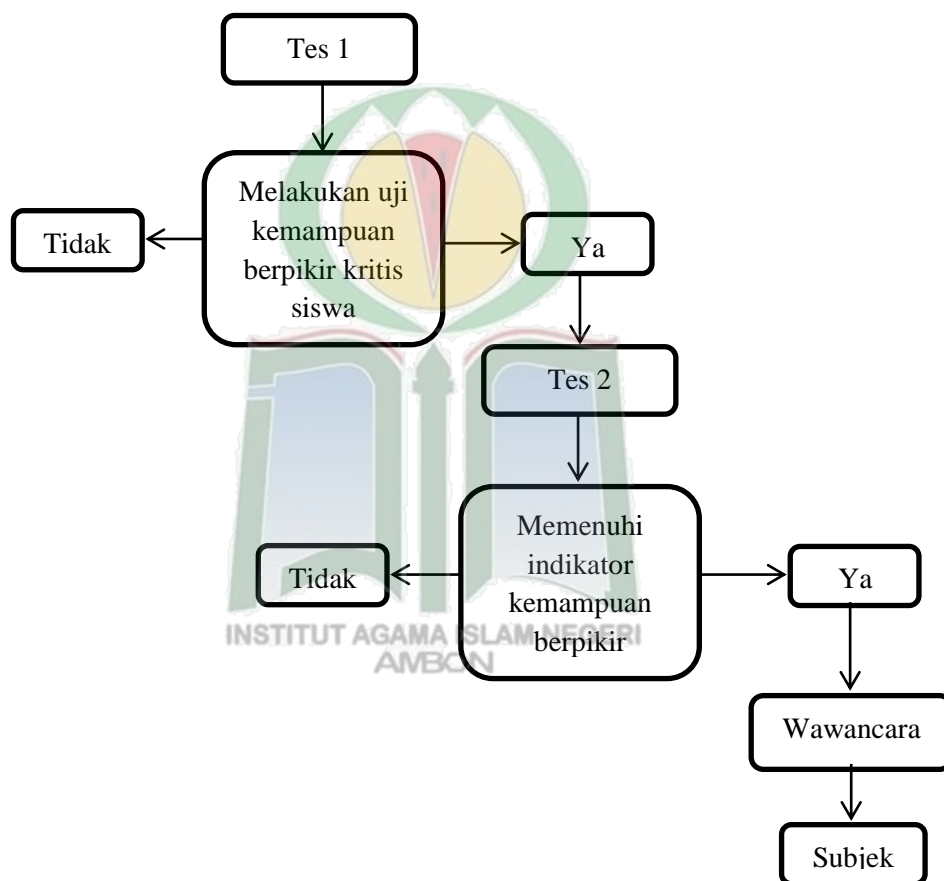 Tes 1
Melakukan uji
kemampuan
berpikir kritis
siswa
Tidak
Ya
Tes 2
Memenuhi
indikator
kemampuan
berpikir
Tidak
Ya
INSTITUT AGAMA ISLAM NEGERI
AMBON
Wawancara
Subjek